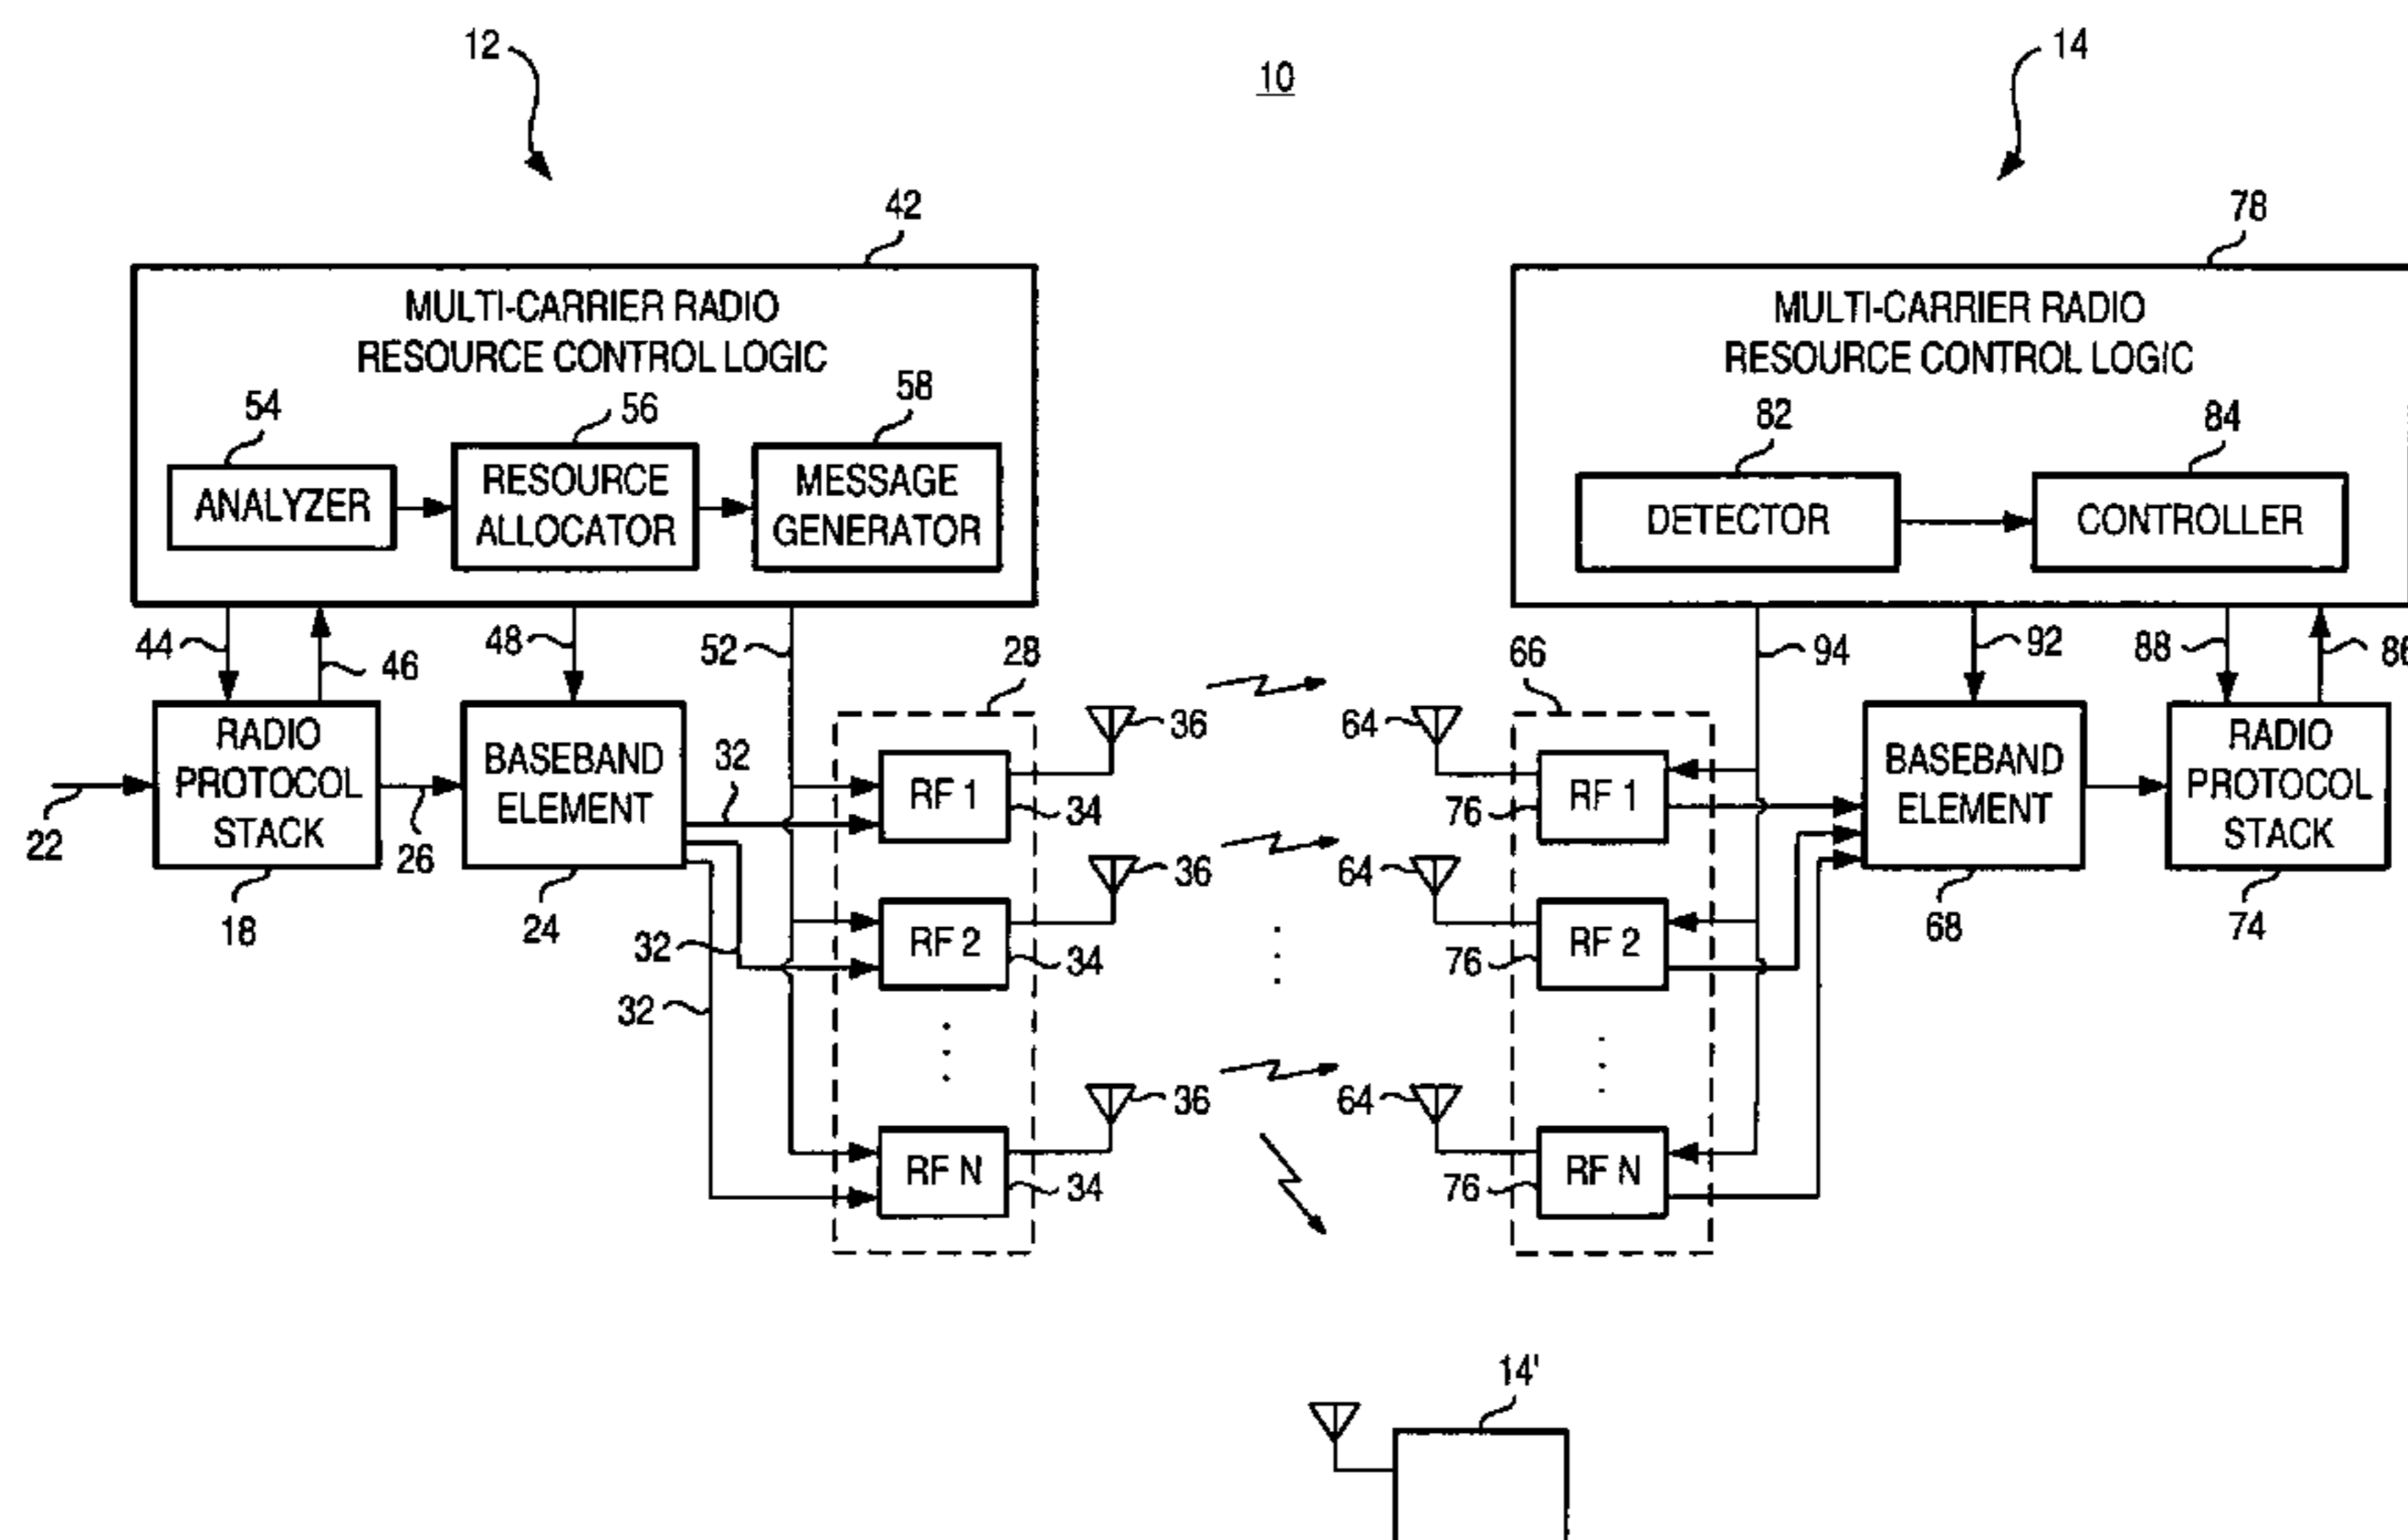 12
10
14
42
78
MULTI-CARRIER RADIO
RESOURCE CONTROL LOGIC
MULTI-CARRIER RADIO
RESOURCE CONTROL LOGIC
54
56
58
82
84
ANALYZER
RESOURCE
ALLOCATOR
MESSAGE
GENERATOR
DETECTOR
CONTROLLER
44
46
48
52
28
66
94
92
88
86
RADIO
PROTOCOL
STACK
BASEBAND
ELEMENT
32
RF 1
36
64
RF 1
BASEBAND
ELEMENT
RADIO
PROTOCOL
STACK
22
26
34
76
18
24
32
RF 2
36
64
RF 2
68
74
34
76
32
36
64
RF N
RF N
34
76
14'